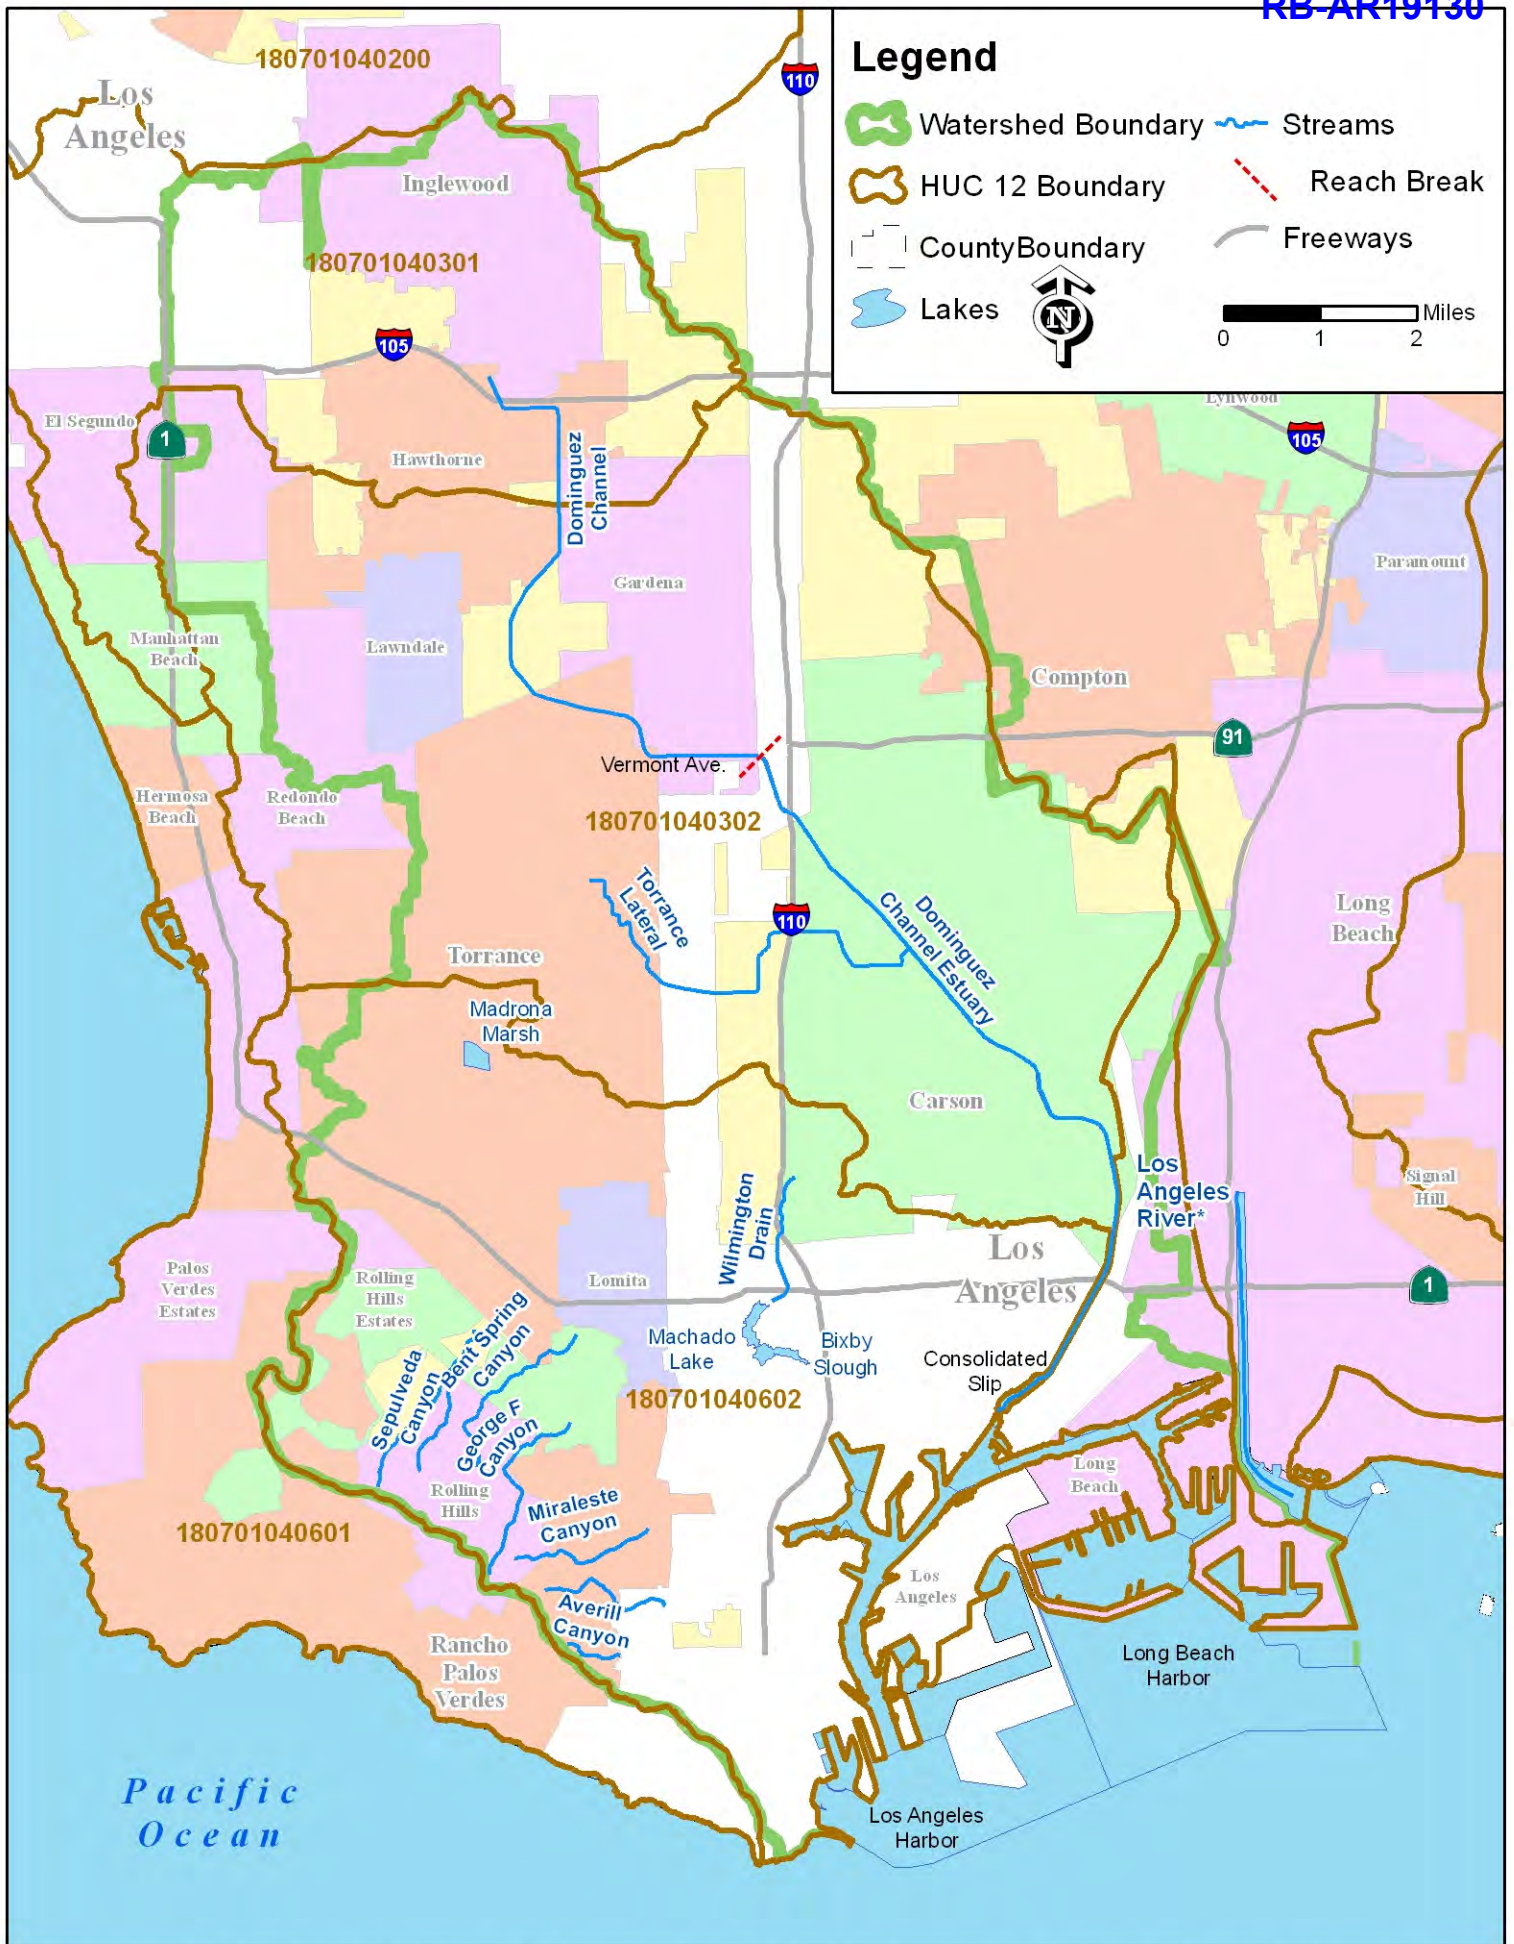 RB-AR19130
Legend
Watershed Boundary
Streams
HUC 12 Boundary
Reach Break
CountyBoundary
Freeways
Lakes
N
Miles
0 1 2
180701040200
110
Los
Angeles
Inglewood
180701040301
105
Lynwood
105
El Segundo
1
Hawthorne
Dominguez
Channel
Gardena
Paramount
Manhattan
Beach
Lawndale
Compton
91
Vermont Ave.
Hermosa
Beach
Redondo
Beach
180701040302
Torrance
Lateral
110
Dominguez
Channel Estuary
Long
Beach
Torrance
Madrona
Marsh
Carson
Los
Angeles
River*
Signal
Hill
Wilmington
Drain
Los
Angeles
Palos
Verdes
Estates
Rolling
Hills
Estates
Lomita
1
Bent Spring
Canyon
Sepulveda
Canyon
Machado
Lake
Bixby
Slough
Consolidated
Slip
180701040602
George F
Canyon
Rolling
Hills
Long
Beach
Miraleste
Canyon
180701040601
Los
Angeles
Averill
Canyon
Rancho
Palos
Verdes
Long Beach
Harbor
Pacific
Ocean
Los Angeles
Harbor